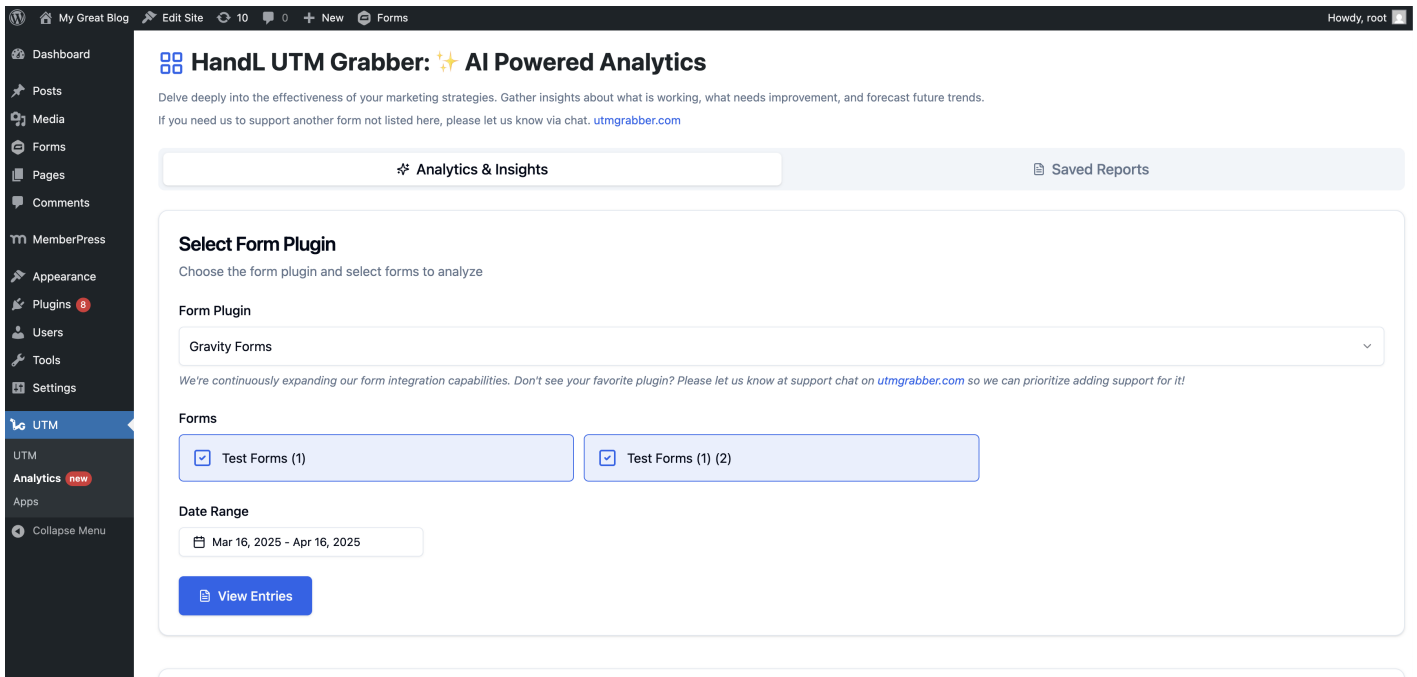 My Great Blog Edit Site 10 0 New Forms Howdy, root
Dashboard
Posts
Media
Forms
Pages
Comments
MemberPress
Appearance
Plugins 8
Users
Tools
Settings
UTM
UTM
Analytics new
Apps
Collapse Menu
HandL UTM Grabber: ✨ AI Powered Analytics
Delve deeply into the effectiveness of your marketing strategies. Gather insights about what is working, what needs improvement, and forecast future trends.
If you need us to support another form not listed here, please let us know via chat. utmgrabber.com
Analytics & Insights Saved Reports
Select Form Plugin
Choose the form plugin and select forms to analyze
Form Plugin
Gravity Forms
We're continuously expanding our form integration capabilities. Don't see your favorite plugin? Please let us know at support chat on utmgrabber.com so we can prioritize adding support for it!
Forms
Test Forms (1) Test Forms (1) (2)
Date Range
Mar 16, 2025 - Apr 16, 2025
View Entries